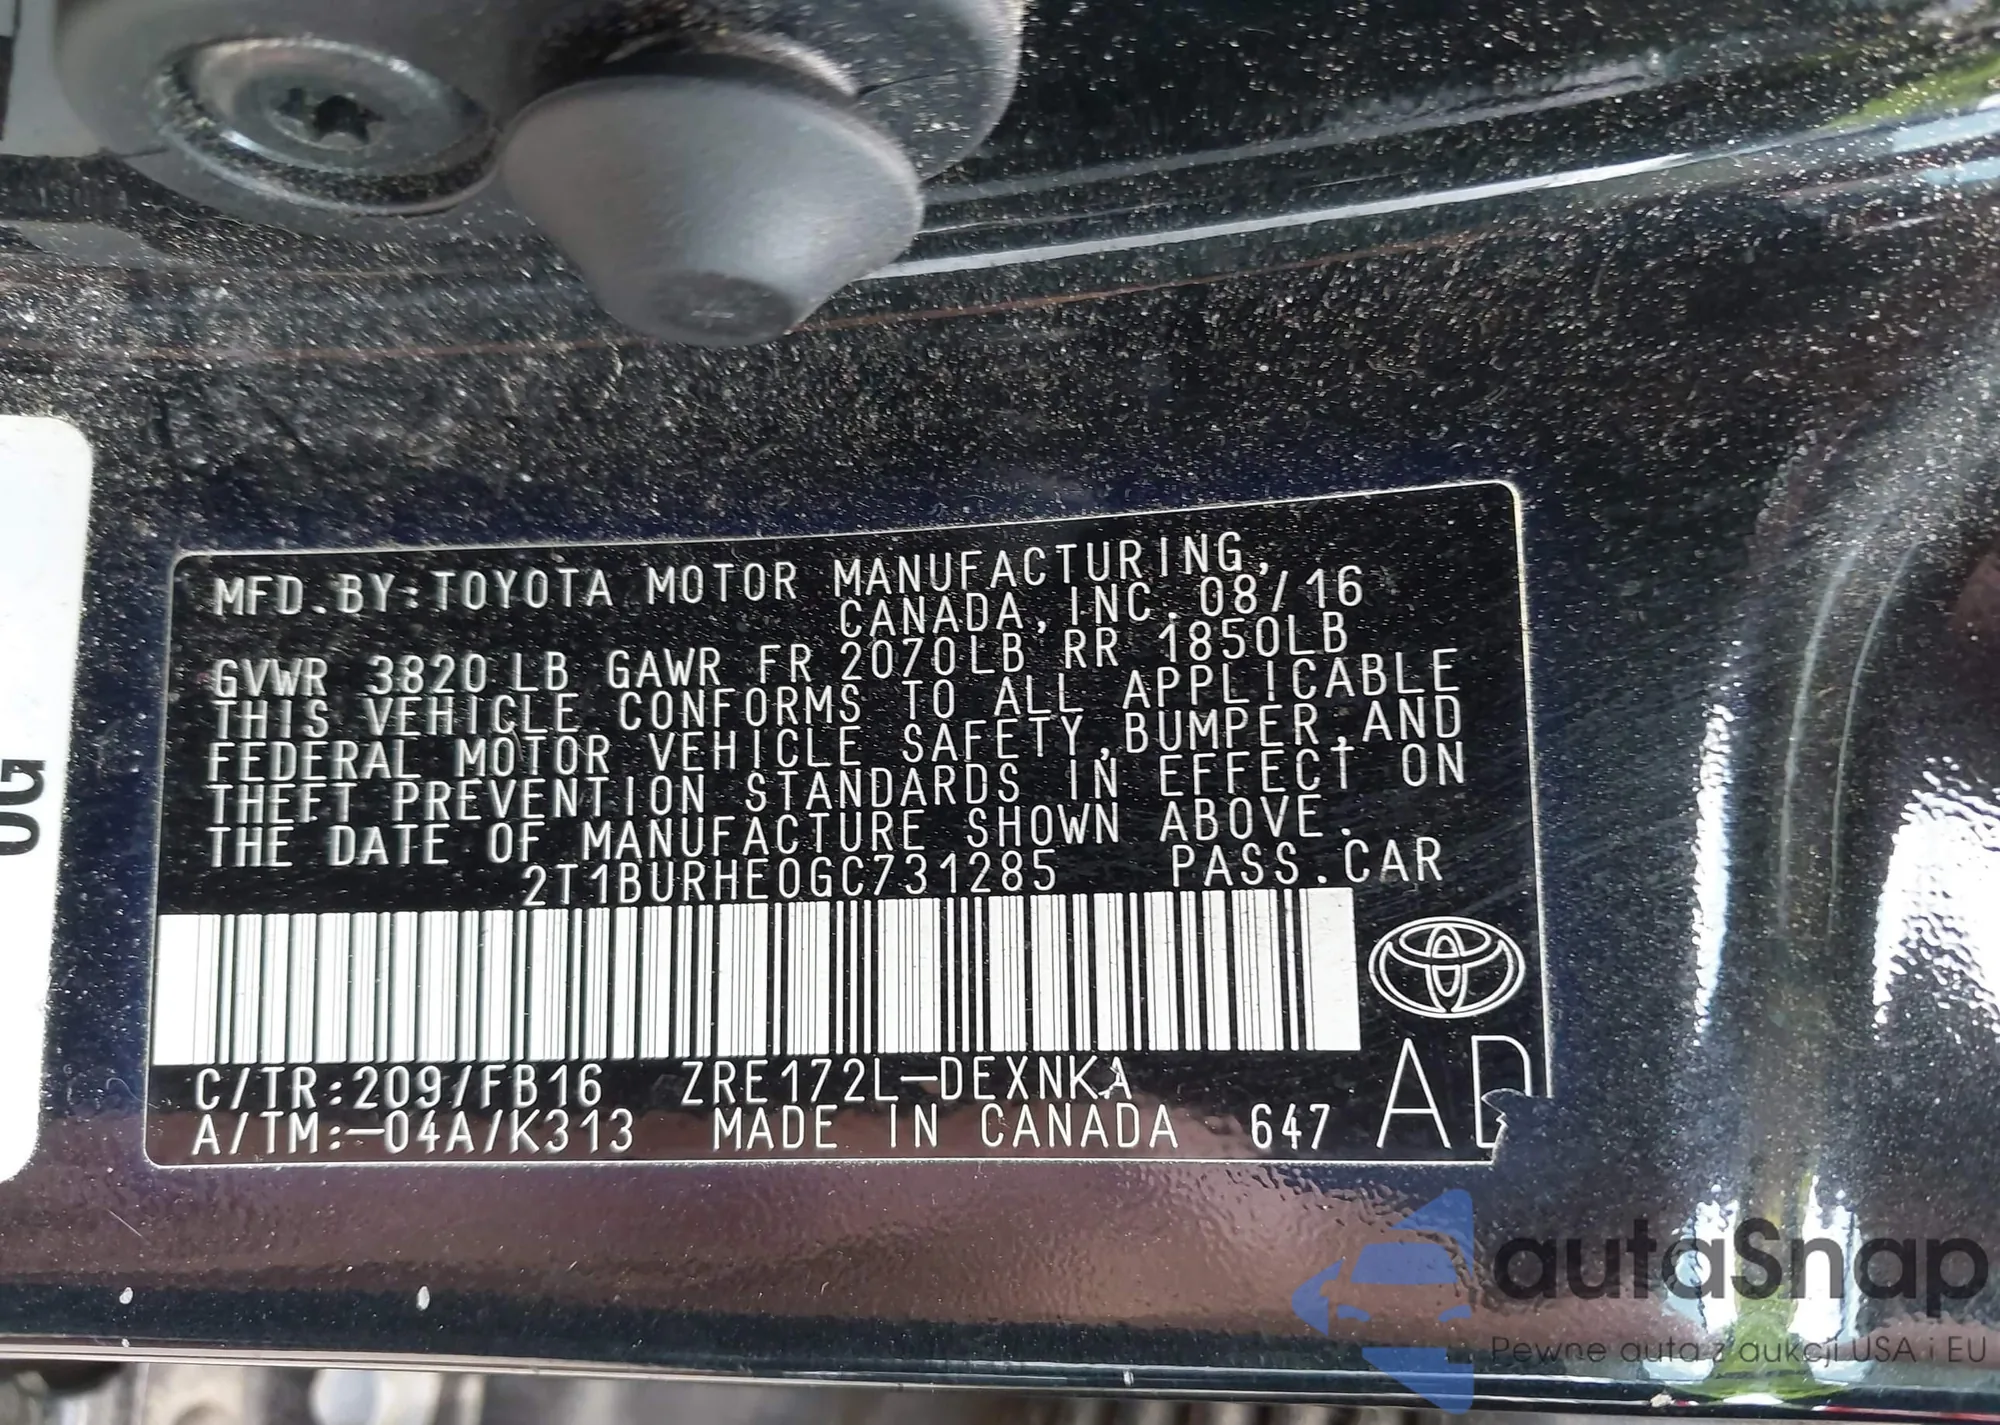 MFD.BY:TOYOTA MOTOR MANUFACTURING,
CANADA, INC. 08/16
GVWR 3820 LB GAWR FR 2070LB RR 1850LB
THIS VEHICLE CONFORMS TO ALL APPLICABLE
FEDERAL MOTOR VEHICLE SAFETY,BUMPER,AND
THEFT PREVENTION STANDARDS IN EFFECT ON
THE DATE OF MANUFACTURE SHOWN ABOVE.
2T1BURHE0GC731285 PASS.CAR
C/TR:209/FB16 ZRE172L-DEXNKA
A/TM:-04A/K313 MADE IN CANADA 647
autaSnap
Pewne auta z aukcji USA i EU